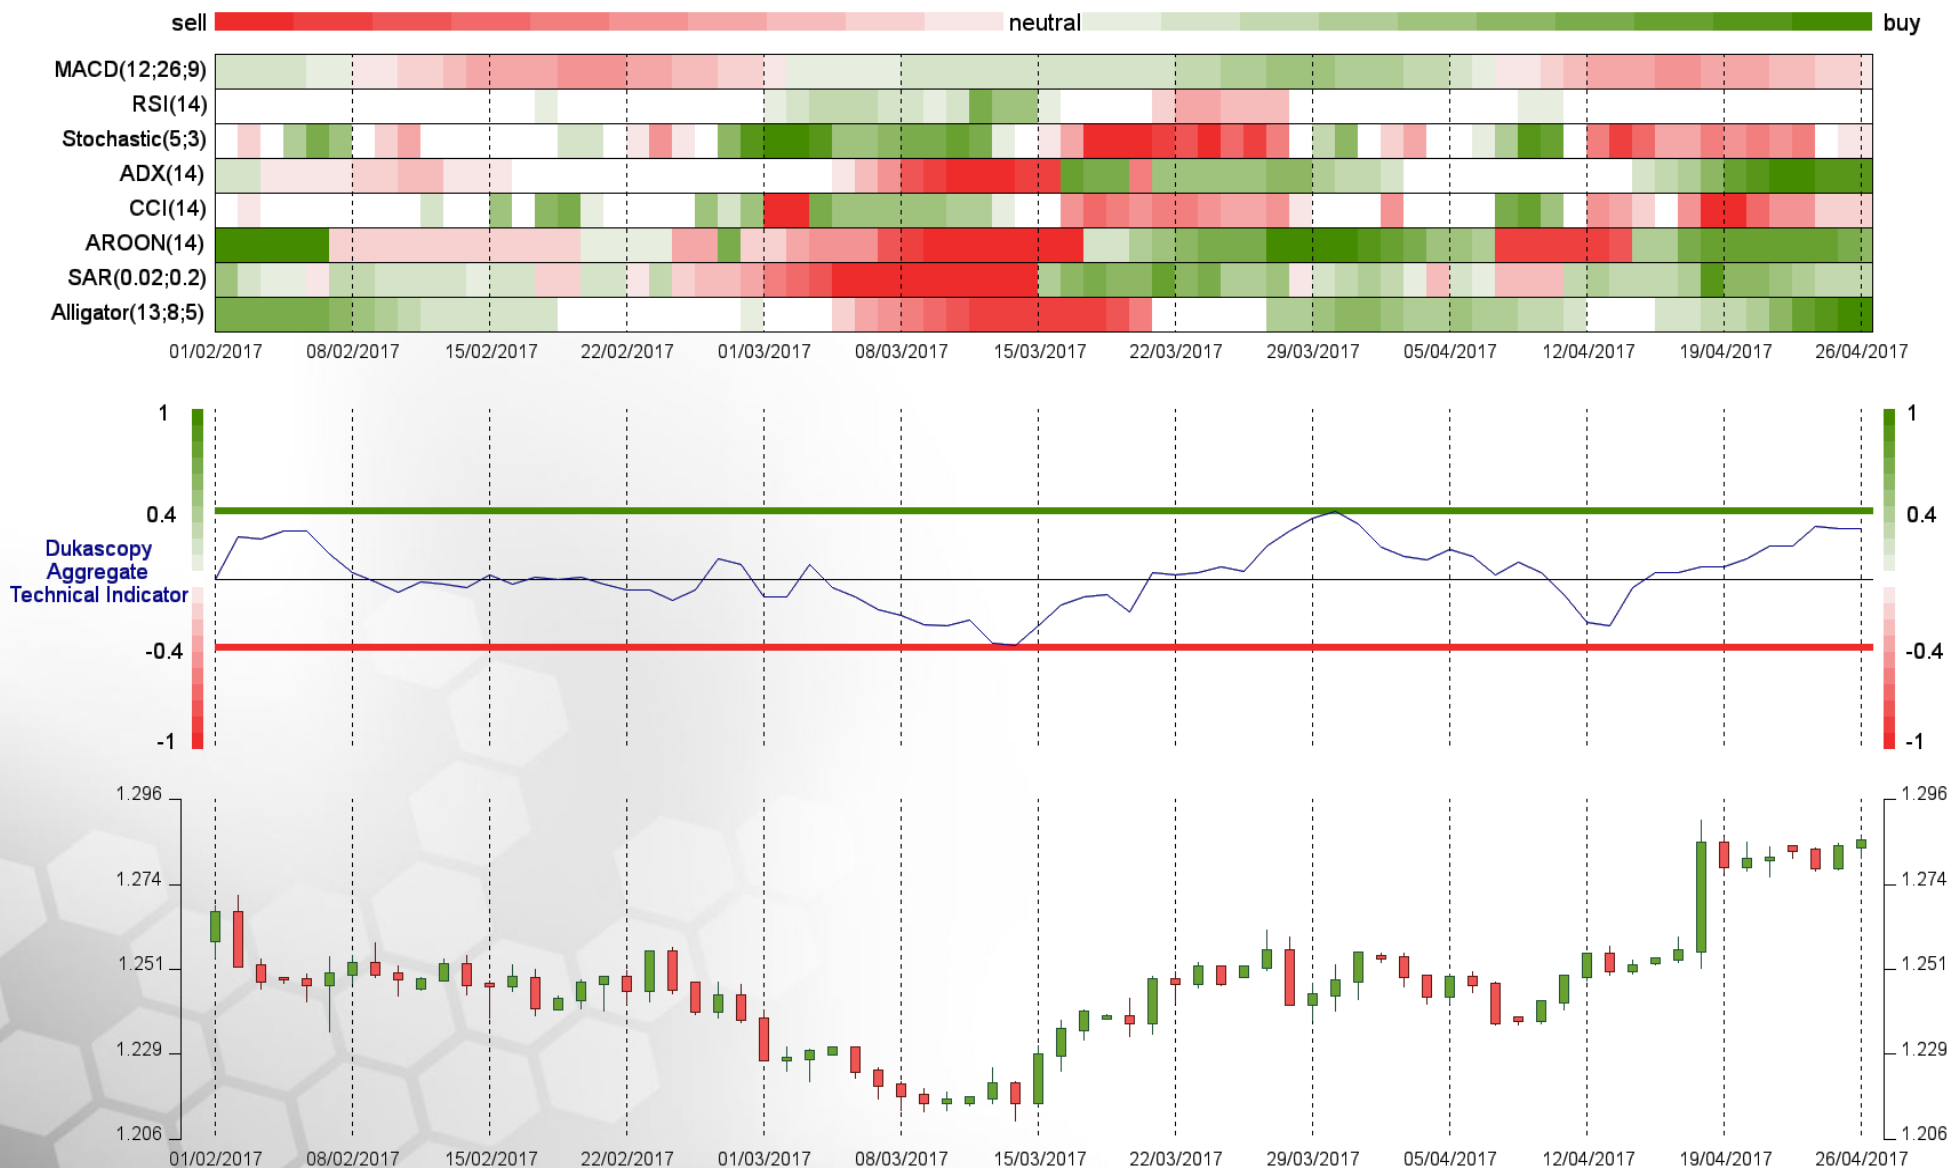 sell neutral buy
MACD(12;26;9)
RSI(14)
Stochastic(5;3)
ADX(14)
CCI(14)
AROON(14)
SAR(0.02;0.2)
Alligator(13;8;5)
01/02/2017 08/02/2017 15/02/2017 22/02/2017 01/03/2017 08/03/2017 15/03/2017 22/03/2017 29/03/2017 05/04/2017 12/04/2017 19/04/2017 26/04/2017
1 1
0.4 0.4
Dukascopy
Aggregate
Technical Indicator
-0.4 -0.4
-1 -1
1.296 1.296
1.274 1.274
1.251 1.251
1.229 1.229
1.206 1.206
01/02/2017 08/02/2017 15/02/2017 22/02/2017 01/03/2017 08/03/2017 15/03/2017 22/03/2017 29/03/2017 05/04/2017 12/04/2017 19/04/2017 26/04/2017